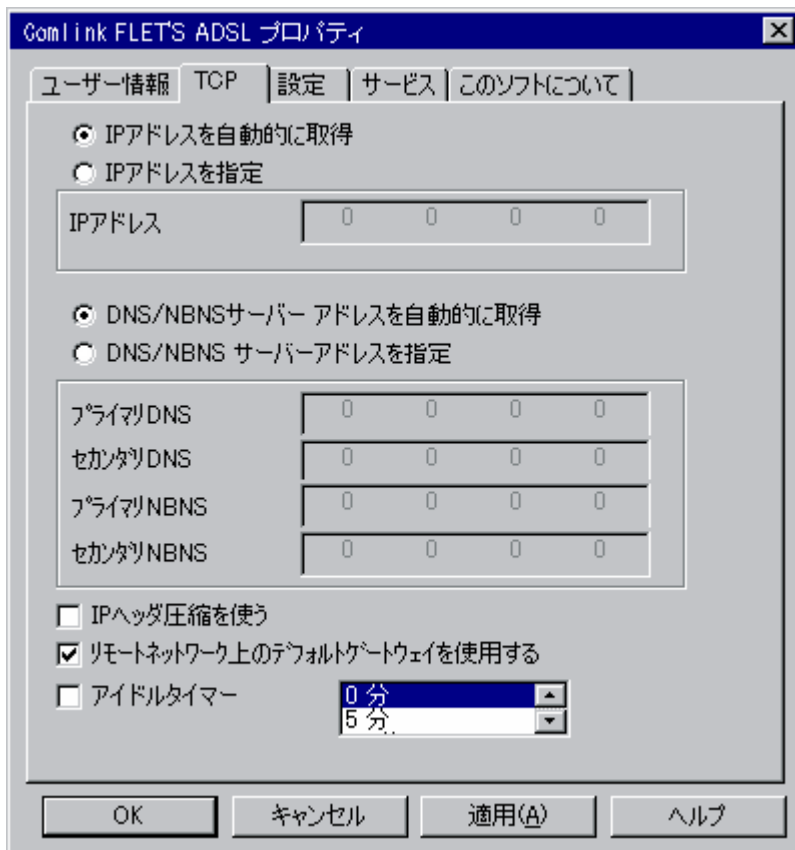 Comlink FLET'S ADSL プロパティ
ユーザー情報 TCP 設定 サービス このソフトについて
IPアドレスを自動的に取得
IPアドレスを指定
IPアドレス 0 0 0 0
DNS/NBNSサーバー アドレスを自動的に取得
DNS/NBNS サーバーアドレスを指定
プライマリDNS 0 0 0 0
セカンダリDNS 0 0 0 0
プライマリNBNS 0 0 0 0
セカンダリNBNS 0 0 0 0
IPヘッダ圧縮を使う
リモートネットワーク上のデフォルトゲートウェイを使用する
アイドルタイマー 0 分
5 分
OK キャンセル 適用(A) ヘルプ